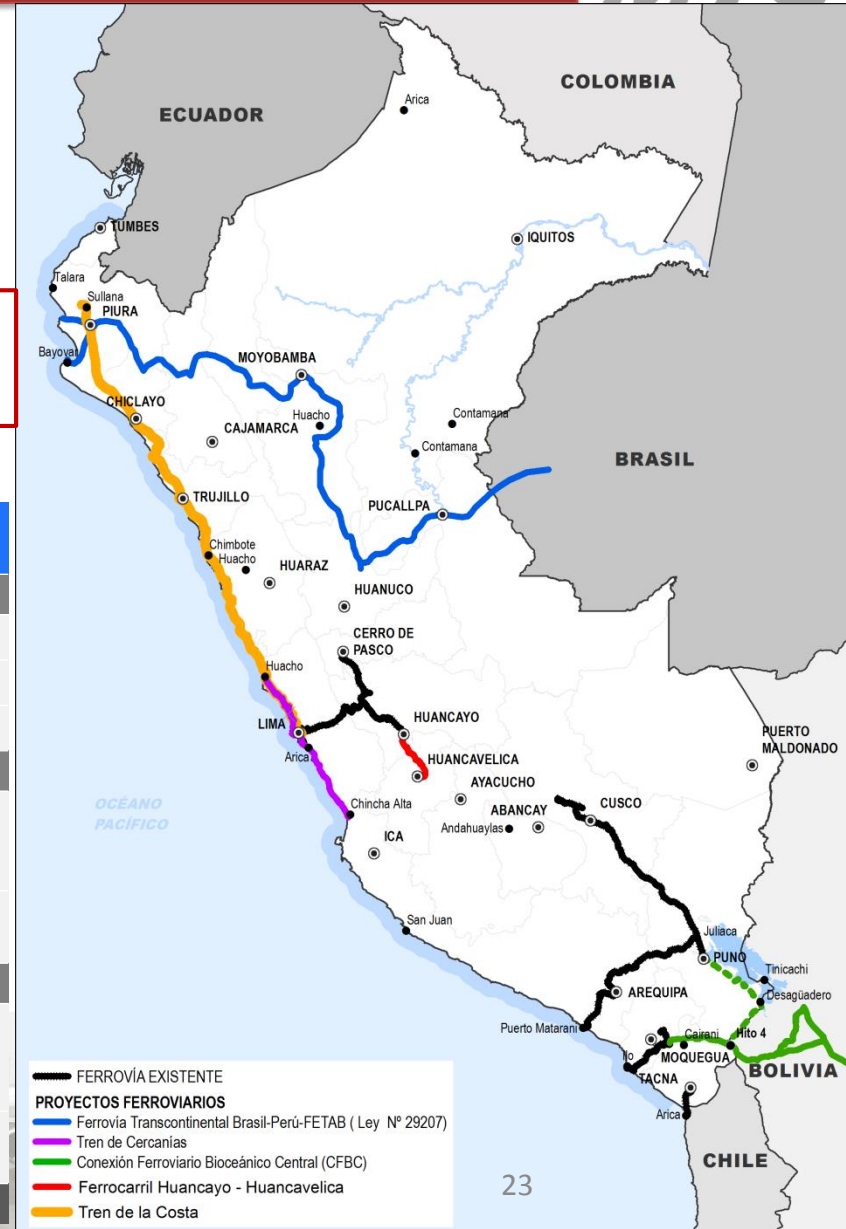 COLOMBIA
ECUADOR
Arica
TUMBES
IQUITOS
Talara
Sullana
PIURA
Bayovar
MOYOBAMBA
CHICLAYO
Huacho
Contamana
CAJAMARCA
Contamana
BRASIL
TRUJILLO
PUCALLPA
Chimbote
Huacho
HUARAZ
HUANUCO
CERRO DE
PASCO
Huacho
LIMA
HUANCAYO
Arica
HUANCAVELICA
PUERTO
MALDONADO
AYACUCHO
OCÉANO
PACÍFICO
Chincha Alta
ABANCAY
CUSCO
Andahuaylas
ICA
San Juan
Juliaca
PUNO
Tinicachi
AREQUIPA
Desagüadero
Puerto Matarani
Cairani
Hito 4
Ilo
MOQUEGUA
BOLIVIA
TACNA
Arica
CHILE
FERROVÍA EXISTENTE
PROYECTOS FERROVIARIOS
Ferrovía Transcontinental Brasil-Perú-FETAB ( Ley N° 29207)
Tren de Cercanías
Conexión Ferroviario Bioceánico Central (CFBC)
Ferrocarril Huancayo - Huancavelica
Tren de la Costa
23